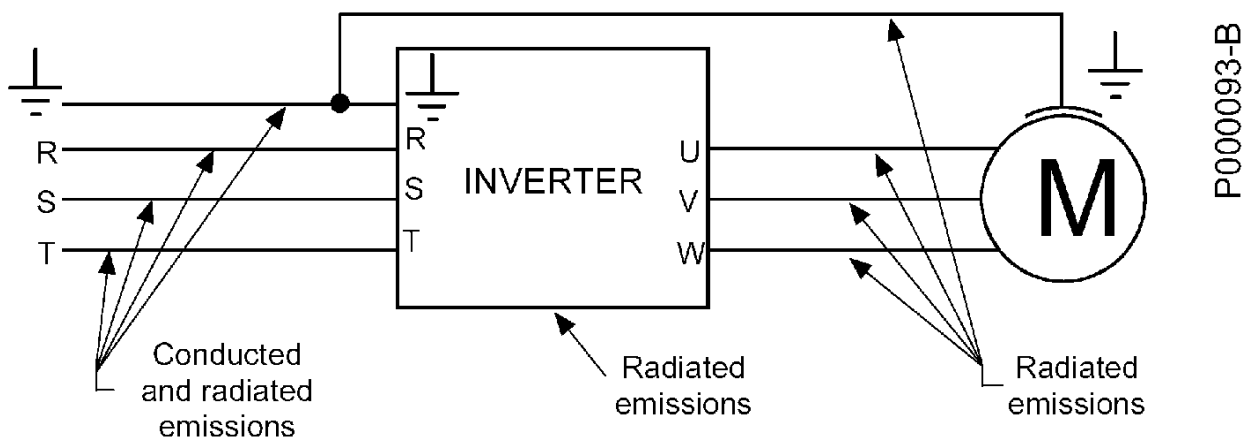 R
S
T
R
S
T
INVERTER
U
V
W
M
P000093-B
Conducted
and radiated
emissions
Radiated
emissions
Radiated
emissions